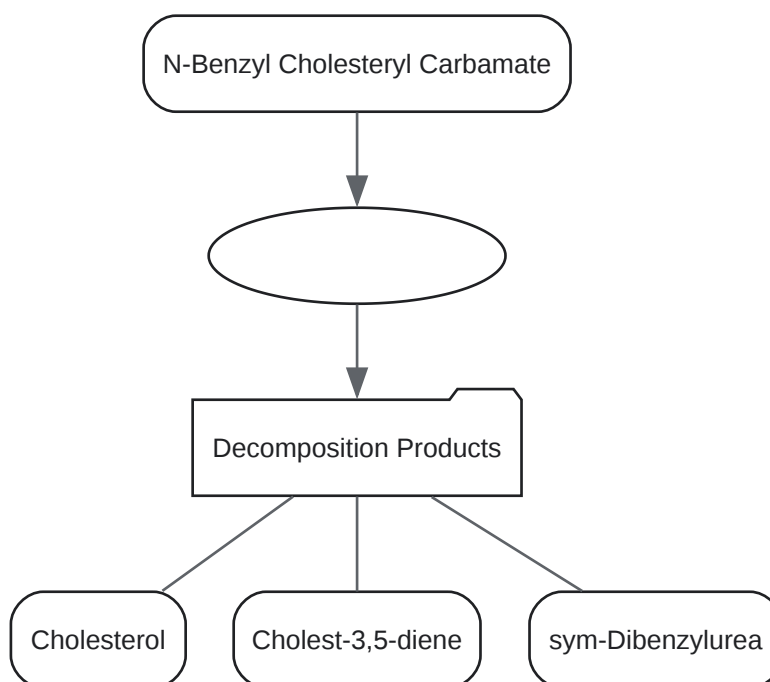 N-Benzyl Cholesteryl Carbamate
Decomposition Products
Cholesterol
Cholest-3,5-diene
sym-Dibenzylurea